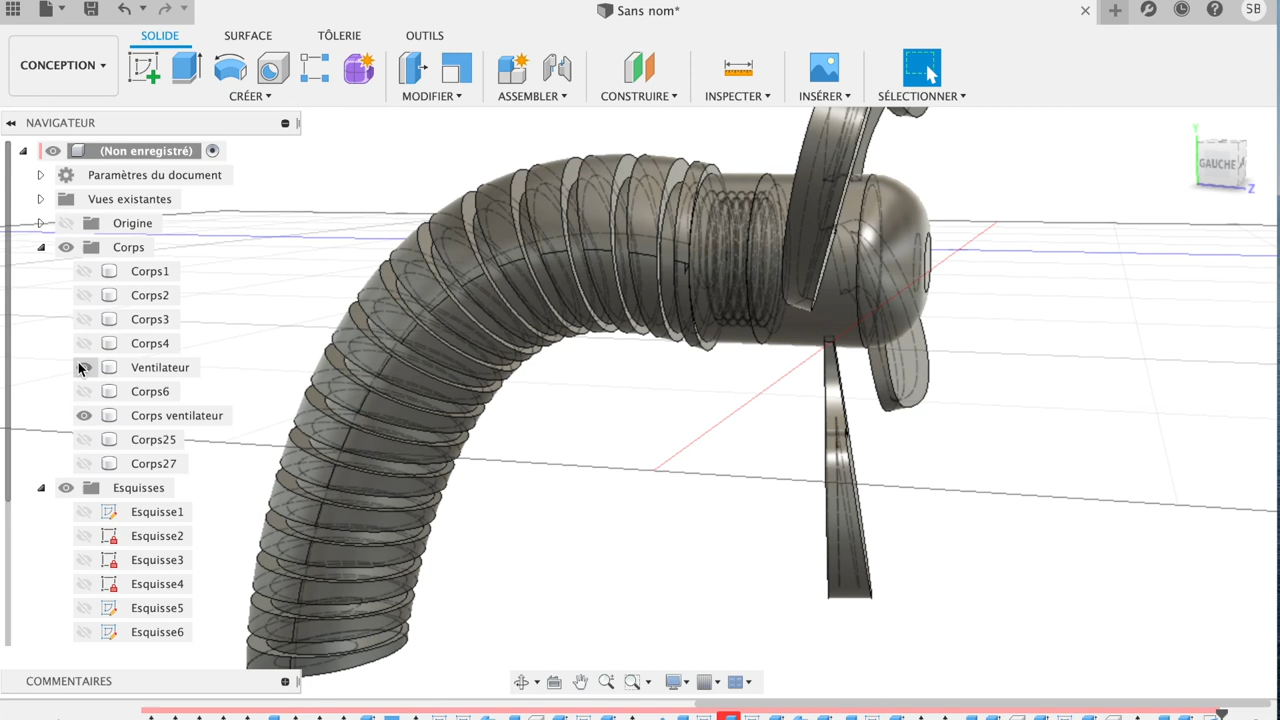 Sans nom*
SB
SOLIDE SURFACE TÔLERIE OUTILS
CONCEPTION
CRÉER MODIFIER ASSEMBLER CONSTRUIRE INSPECTER INSÉRER SÉLECTIONNER
NAVIGATEUR
(Non enregistré)
Paramètres du document
Vues existantes
Origine
Corps
Corps1
Corps2
Corps3
Corps4
Ventilateur
Corps6
Corps ventilateur
Corps25
Corps27
Esquisses
Esquisse1
Esquisse2
Esquisse3
Esquisse4
Esquisse5
Esquisse6
COMMENTAIRES
Y
GAUCHE
Z